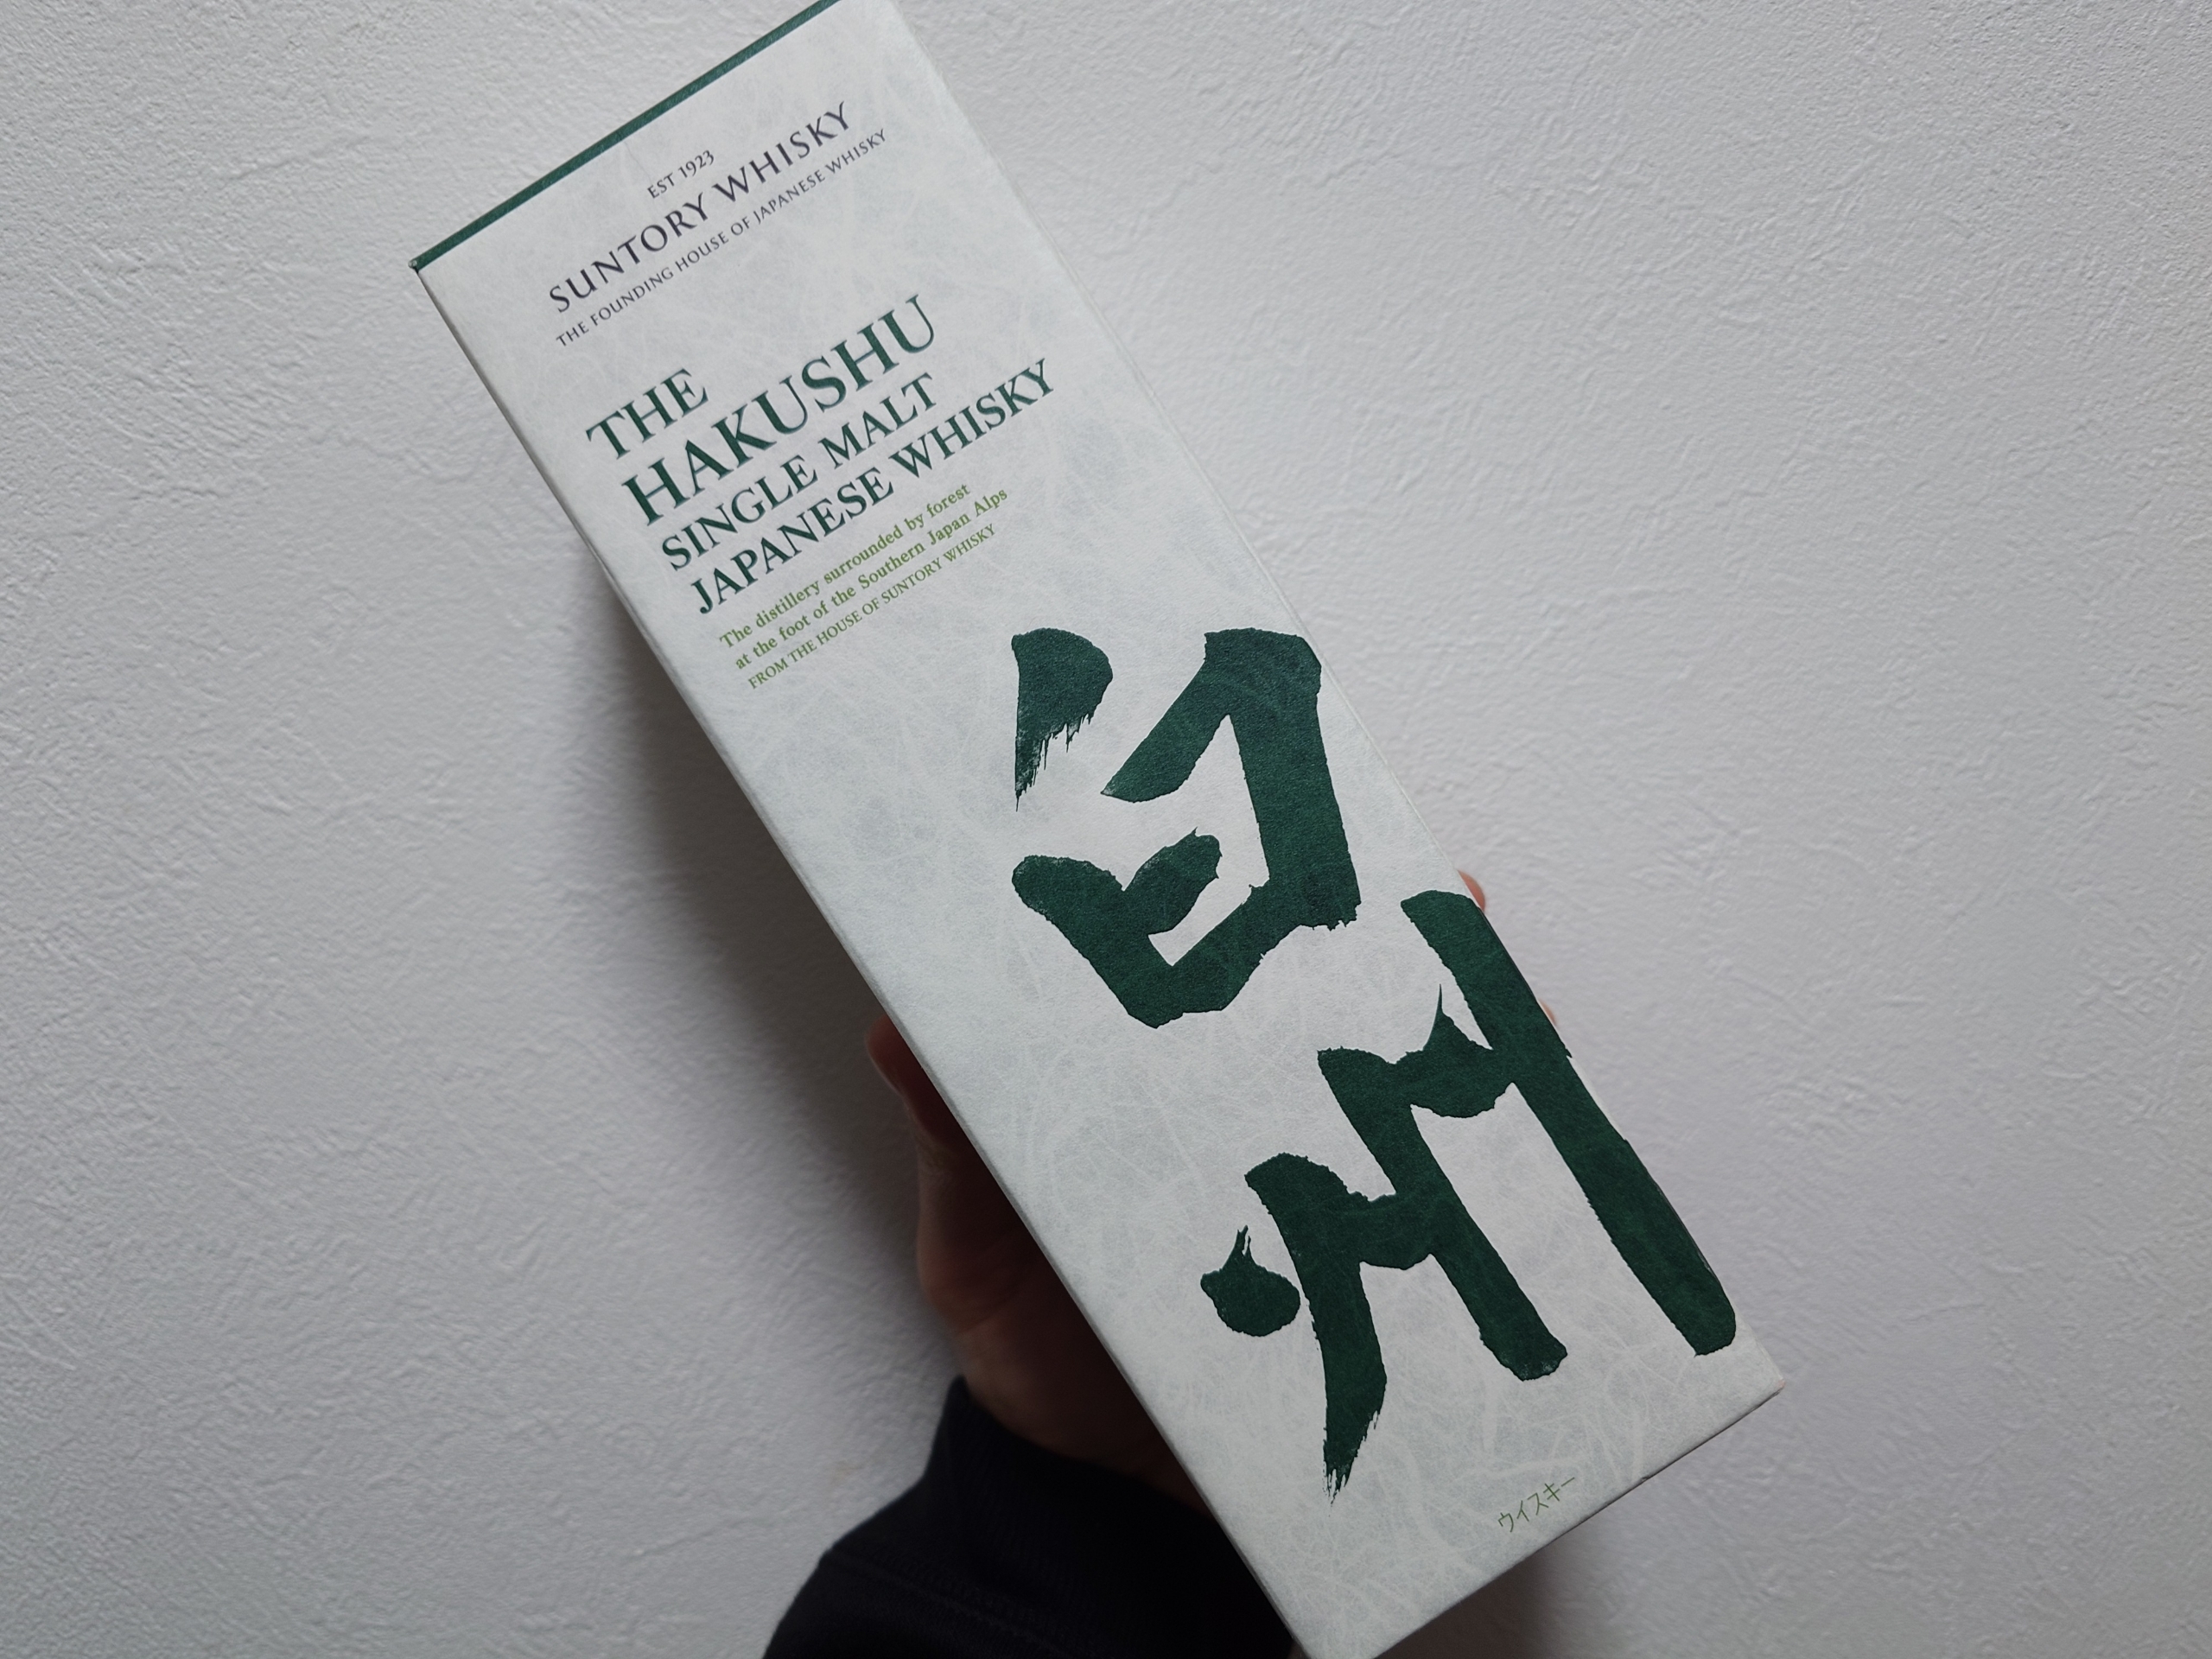 EST 1923
SUNTORY WHISKY
THE FOUNDING HOUSE OF JAPANESE WHISKY
THE
HAKUSHU
SINGLE MALT
JAPANESE WHISKY
The distillery surrounded by forest
at the foot of the Southern Japan Alps
FROM THE HOUSE OF SUNTORY WHISKY
白州
ウイスキー